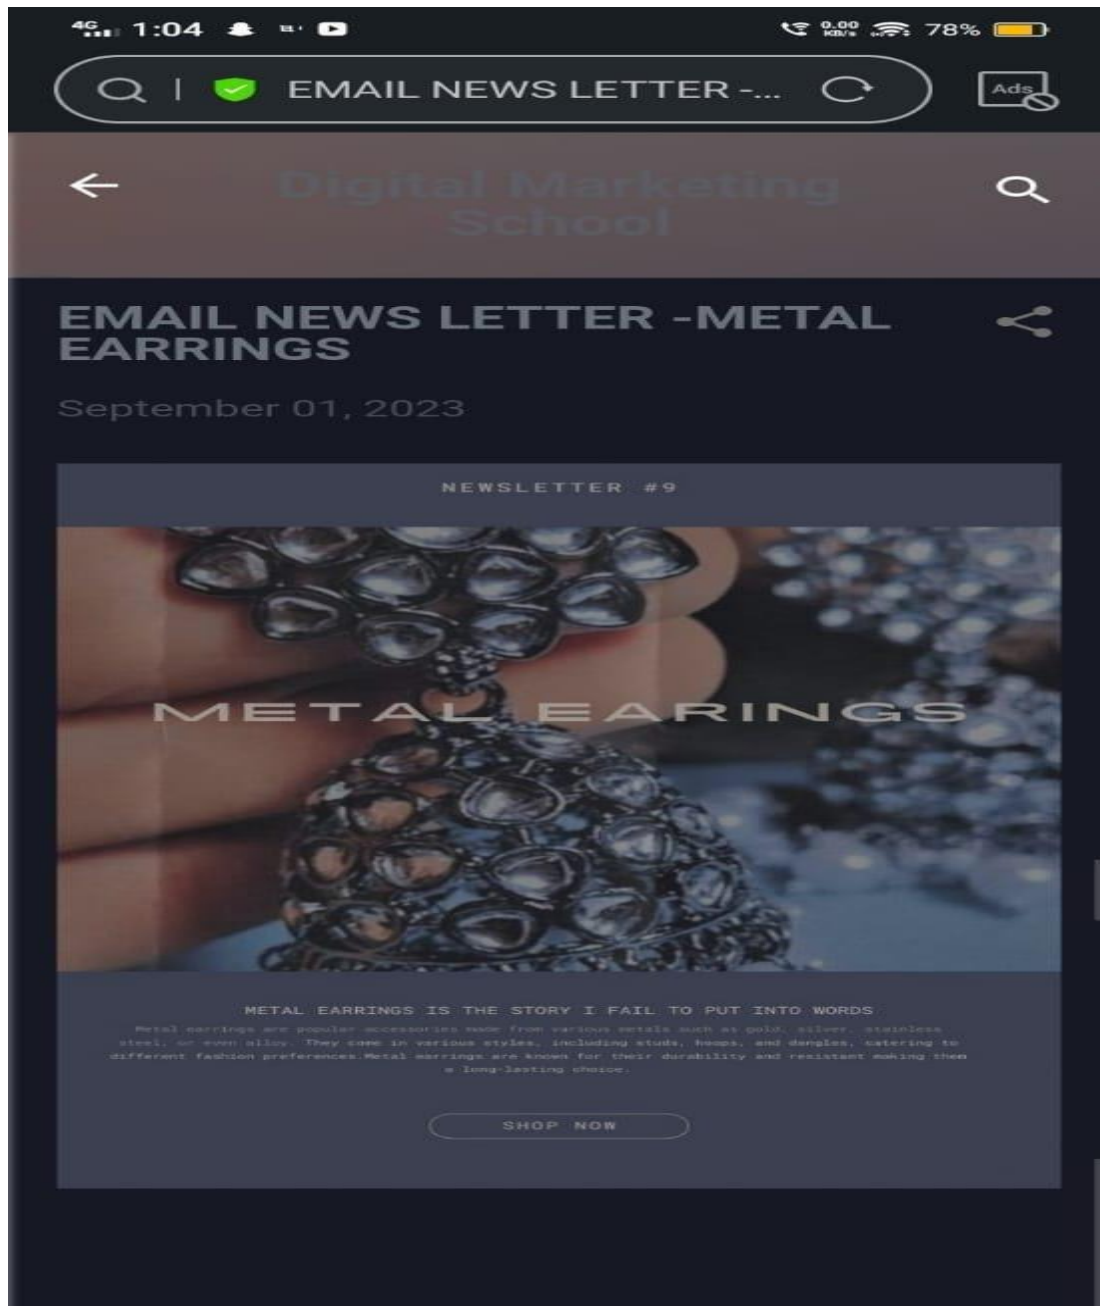 4G 1:04 0.00 KB/s 78%
EMAIL NEWS LETTER -... Ads
Digital Marketing
School
EMAIL NEWS LETTER -METAL
EARRINGS
September 01, 2023
NEWSLETTER #9
METAL EARINGS
METAL EARRINGS IS THE STORY I FAIL TO PUT INTO WORDS
Metal earrings are popular accessories made from various metals such as gold, silver, stainless
steel, or even alloy. They come in various styles, including studs, hoops, and dangles, catering to
different fashion preferences.Metal earrings are known for their durability and resistant making them
a long-lasting choice.
SHOP NOW